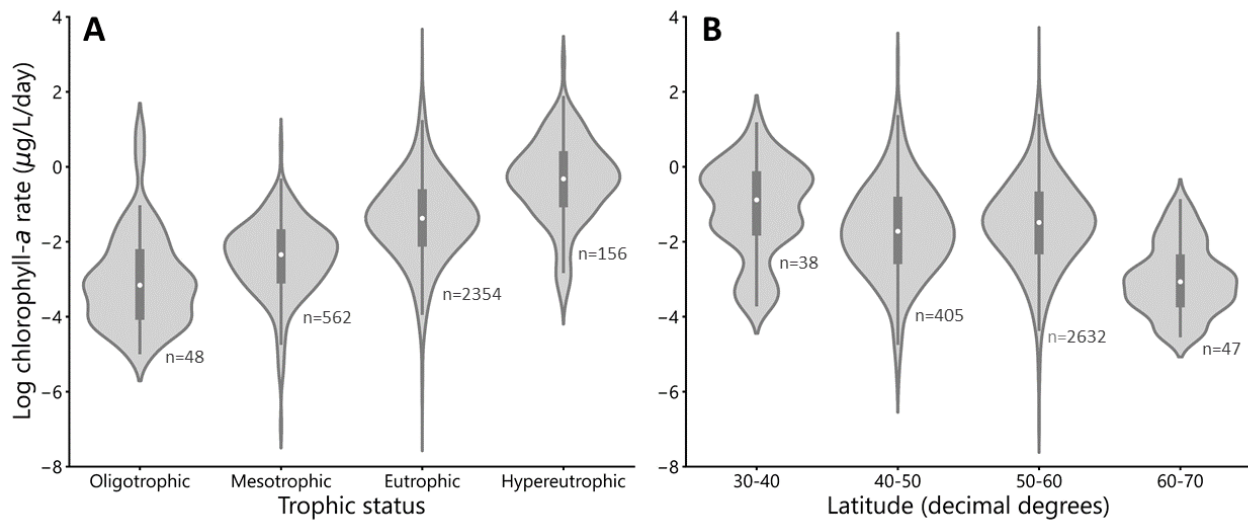 A
B
Log chlorophyll-a rate (µg/L/day)
4
2
0
−2
−4
−6
−8
n=48
n=562
n=2354
n=156
Oligotrophic Mesotrophic Eutrophic Hypereutrophic
Trophic status
4
2
0
−2
−4
−6
−8
n=38
n=405
n=2632
n=47
30-40 40-50 50-60 60-70
Latitude (decimal degrees)